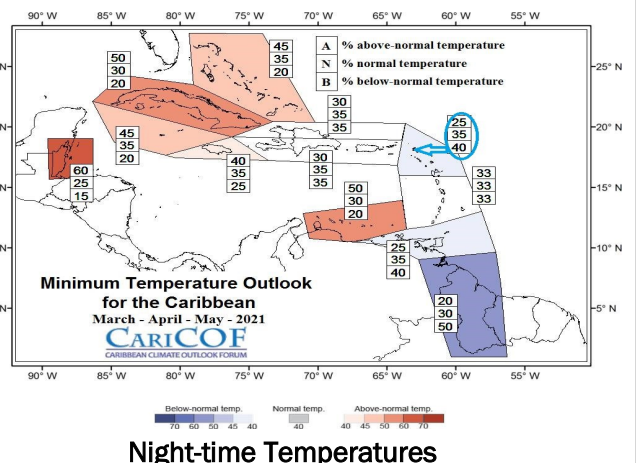 90° W 85° W 80° W 75° W 70° W 65° W 60° W 55° W
A % above-normal temperature
N % normal temperature
B % below-normal temperature
N
25° N
N
20° N
N
15° N
N
10° N
N
5° N
50
30
20
45
35
20
30
35
35
25
35
40
45
35
20
60
25
15
40
35
25
30
35
35
33
33
33
50
30
20
25
35
40
20
30
50
Minimum Temperature Outlook
for the Caribbean
March - April - May - 2021
CARICOF
CARIBBEAN CLIMATE OUTLOOK FORUM
90° W 85° W 80° W 75° W 70° W 65° W 60° W 55° W
Below-normal temp. Normal temp. Above-normal temp.
70 60 50 45 40 40 40 45 50 60 70
Night-time Temperatures